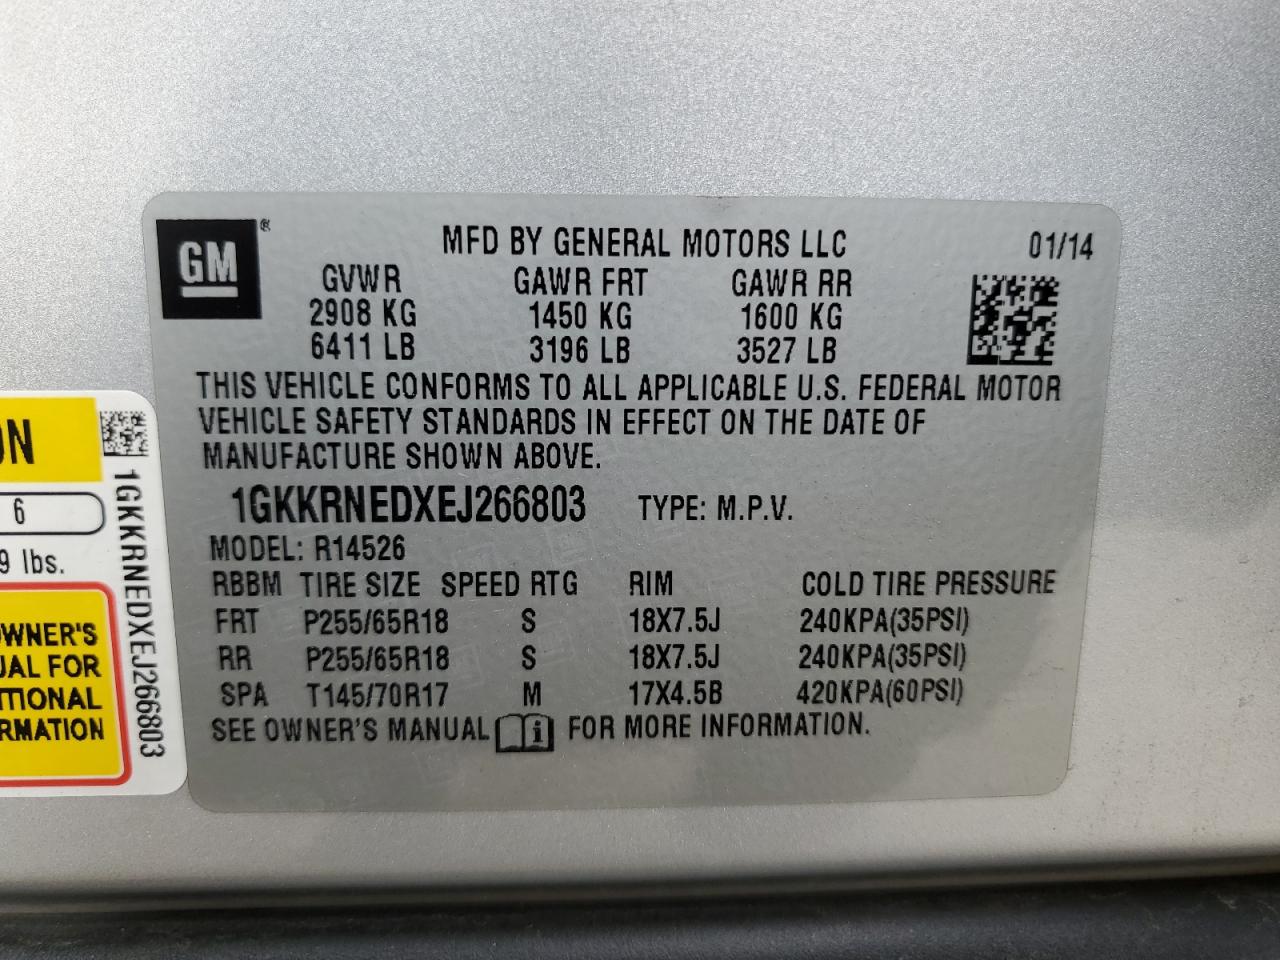 GM ®
MFD BY GENERAL MOTORS LLC 01/14
GVWR GAWR FRT GAWR RR
2908 KG 1450 KG 1600 KG
6411 LB 3196 LB 3527 LB
THIS VEHICLE CONFORMS TO ALL APPLICABLE U.S. FEDERAL MOTOR
VEHICLE SAFETY STANDARDS IN EFFECT ON THE DATE OF
MANUFACTURE SHOWN ABOVE.
1GKKRNEDXEJ266803 TYPE: M.P.V.
MODEL: R14526
RBBM TIRE SIZE SPEED RTG RIM COLD TIRE PRESSURE
FRT P255/65R18 S 18X7.5J 240KPA(35PSI)
RR P255/65R18 S 18X7.5J 240KPA(35PSI)
SPA T145/70R17 M 17X4.5B 420KPA(60PSI)
SEE OWNER'S MANUAL i FOR MORE INFORMATION.
ON
6
9 lbs.
OWNER'S
UAL FOR
ITIONAL
RMATION
1GKKRNEDXEJ266803